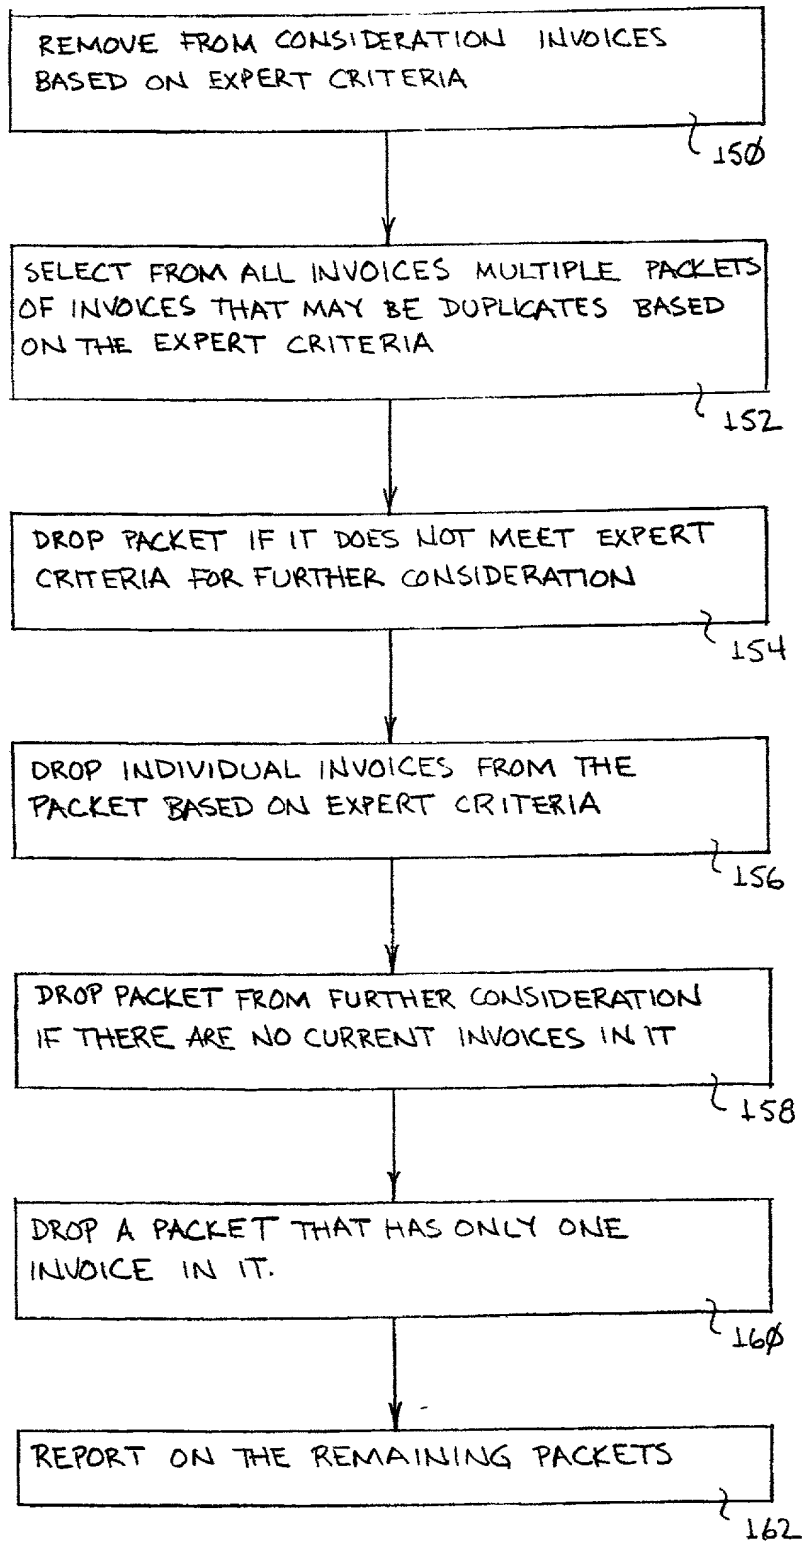 REMOVE FROM CONSIDERATION INVOICES
BASED ON EXPERT CRITERIA
150
SELECT FROM ALL INVOICES MULTIPLE PACKETS
OF INVOICES THAT MAY BE DUPLICATES BASED
ON THE EXPERT CRITERIA
152
DROP PACKET IF IT DOES NOT MEET EXPERT
CRITERIA FOR FURTHER CONSIDERATION
154
DROP INDIVIDUAL INVOICES FROM THE
PACKET BASED ON EXPERT CRITERIA
156
DROP PACKET FROM FURTHER CONSIDERATION
IF THERE ARE NO CURRENT INVOICES IN IT
158
DROP A PACKET THAT HAS ONLY ONE
INVOICE IN IT.
160
REPORT ON THE REMAINING PACKETS
162